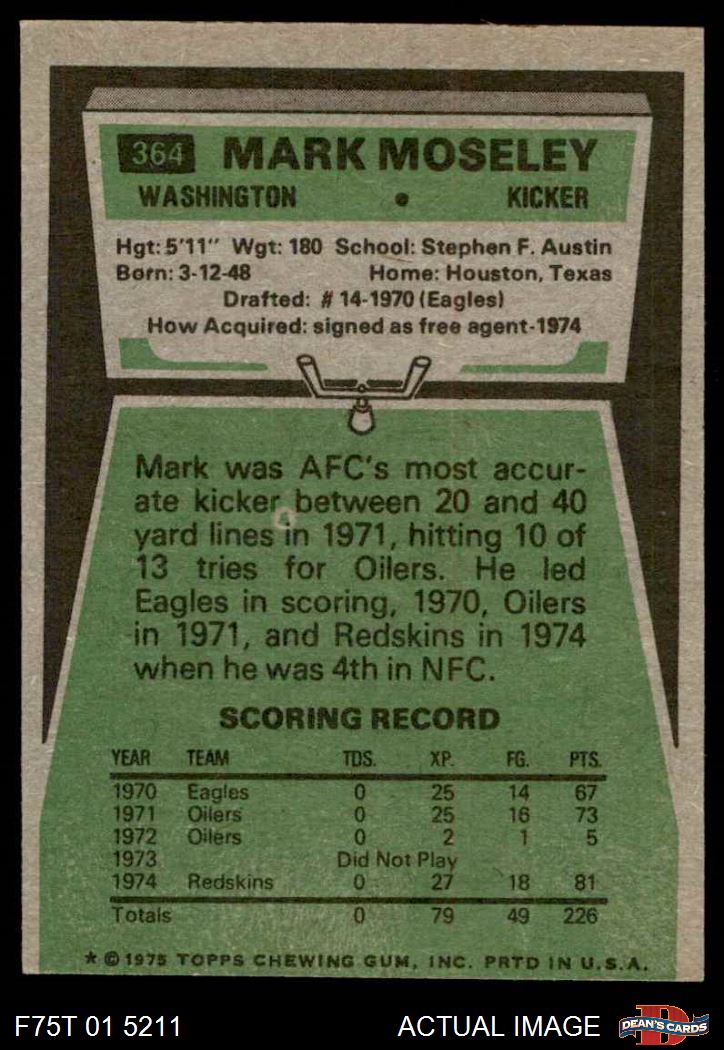 364 MARK MOSELEY
WASHINGTON • KICKER
Hgt: 5'11" Wgt: 180 School: Stephen F. Austin
Born: 3-12-48 Home: Houston, Texas
Drafted: # 14-1970 (Eagles)
How Acquired: signed as free agent-1974
Mark was AFC's most accur-
ate kicker between 20 and 40
yard lines in 1971, hitting 10 of
13 tries for Oilers. He led
Eagles in scoring, 1970, Oilers
in 1971, and Redskins in 1974
when he was 4th in NFC.
SCORING RECORD
YEAR TEAM TDS. XP. FG. PTS.
1970 Eagles 0 25 14 67
1971 Oilers 0 25 16 73
1972 Oilers 0 2 1 5
1973 Did Not Play
1974 Redskins 0 27 18 81
Totals 0 79 49 226
* © 1975 TOPPS CHEWING GUM, INC. PRTD IN U.S.A.
F75T 01 5211 ACTUAL IMAGE D DEAN'S CARDS